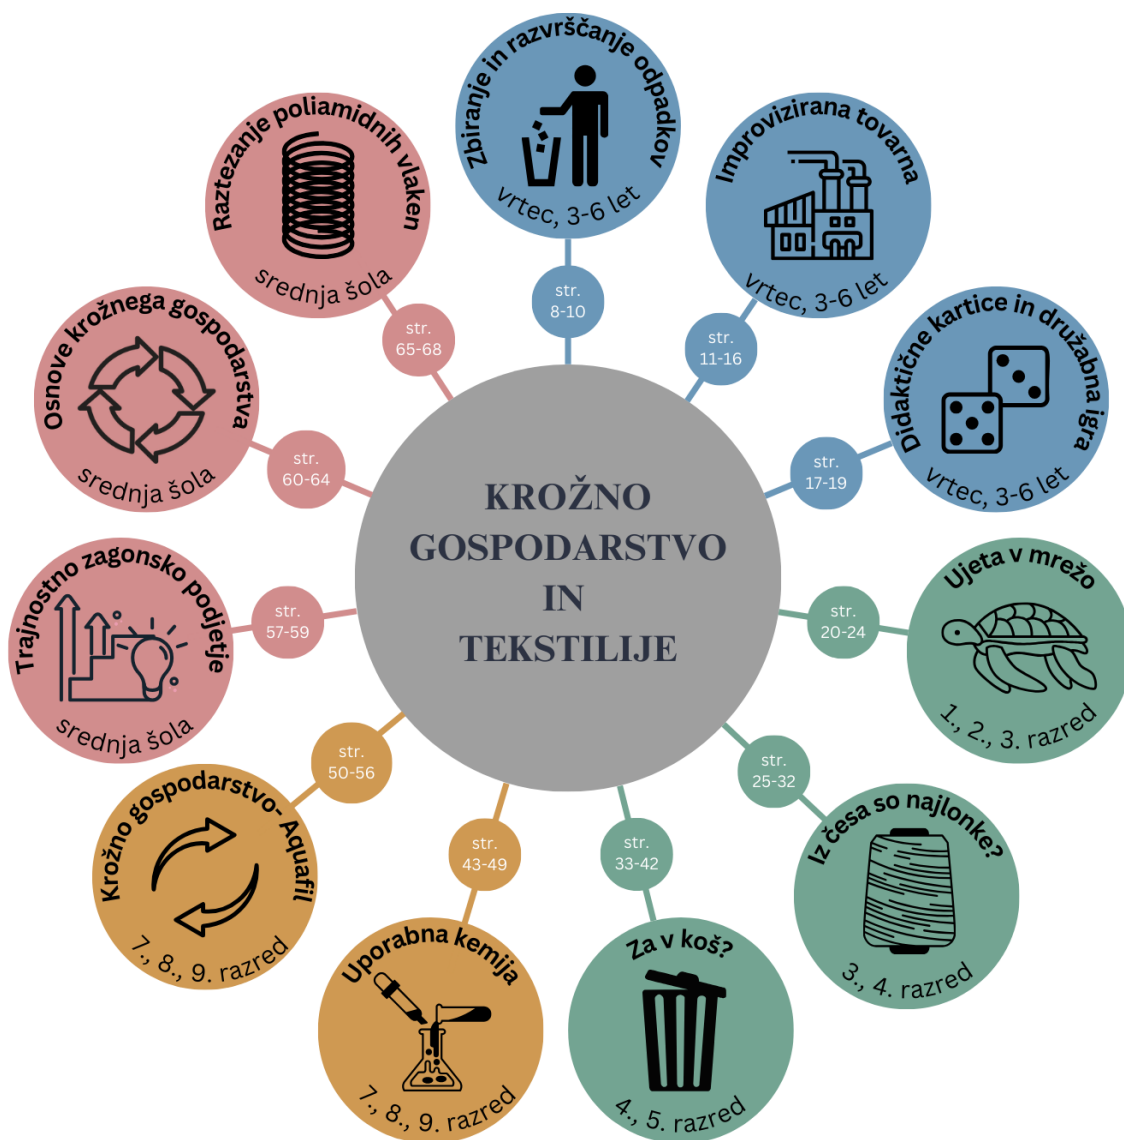 KROŽNO
GOSPODARSTVO
IN
TEKSTILIJE
Zbiranje in razvrščanje odpadkov
vrtec, 3-6 let
str.
8-10
Improvizirana tovarna
vrtec, 3-6 let
str.
11-16
Didaktične kartice in družabna igra
vrtec, 3-6 let
str.
17-19
Ujeta v mrežo
1., 2., 3. razred
str.
20-24
Iz česa so najlonke?
3., 4. razred
str.
25-32
Za v koš?
4., 5. razred
str.
33-42
Uporabna kemija
7., 8., 9. razred
str.
43-49
Krožno gospodarstvo- Aquafil
7., 8., 9. razred
str.
50-56
Trajnostno zagonsko podjetje
srednja šola
str.
57-59
Osnove krožnega gospodarstva
srednja šola
str.
60-64
Raztezanje poliamidnih vlaken
srednja šola
str.
65-68